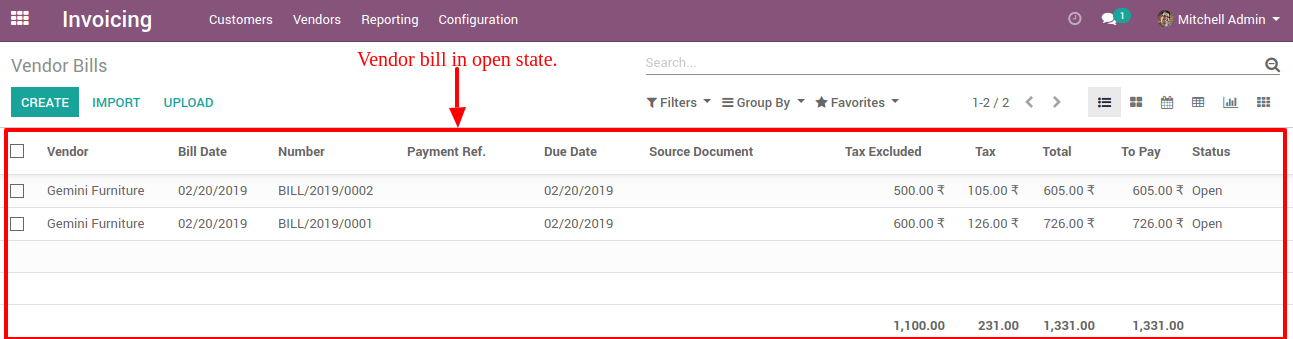 Invoicing Customers Vendors Reporting Configuration 1 Mitchell Admin
Vendor Bills Vendor bill in open state. Search...
CREATE IMPORT UPLOAD Filters Group By Favorites 1-2 / 2
Vendor Bill Date Number Payment Ref. Due Date Source Document Tax Excluded Tax Total To Pay Status
Gemini Furniture 02/20/2019 BILL/2019/0002 02/20/2019 500.00 ₹ 105.00 ₹ 605.00 ₹ 605.00 ₹ Open
Gemini Furniture 02/20/2019 BILL/2019/0001 02/20/2019 600.00 ₹ 126.00 ₹ 726.00 ₹ 726.00 ₹ Open
1,100.00 231.00 1,331.00 1,331.00